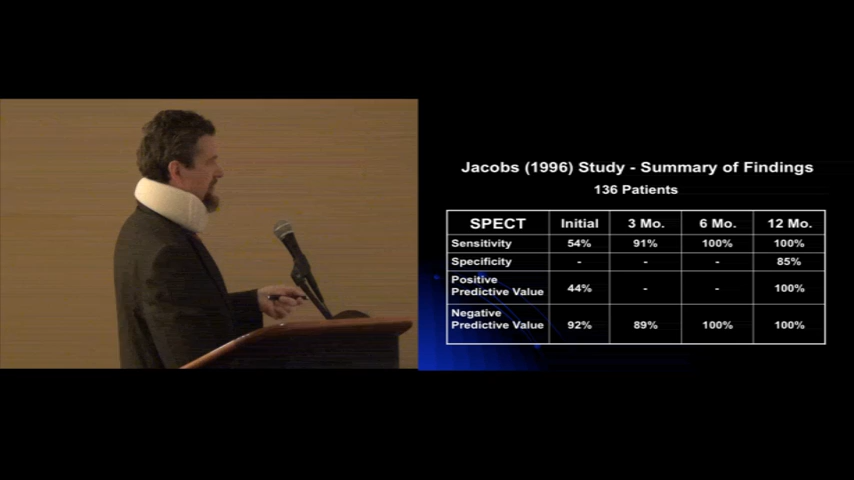 Jacobs (1996) Study - Summary of Findings
136 Patients
SPECT Initial 3 Mo. 6 Mo. 12 Mo.
Sensitivity 54% 91% 100% 100%
Specificity - - - 85%
Positive
Predictive Value 44% - - 100%
Negative
Predictive Value 92% 89% 100% 100%